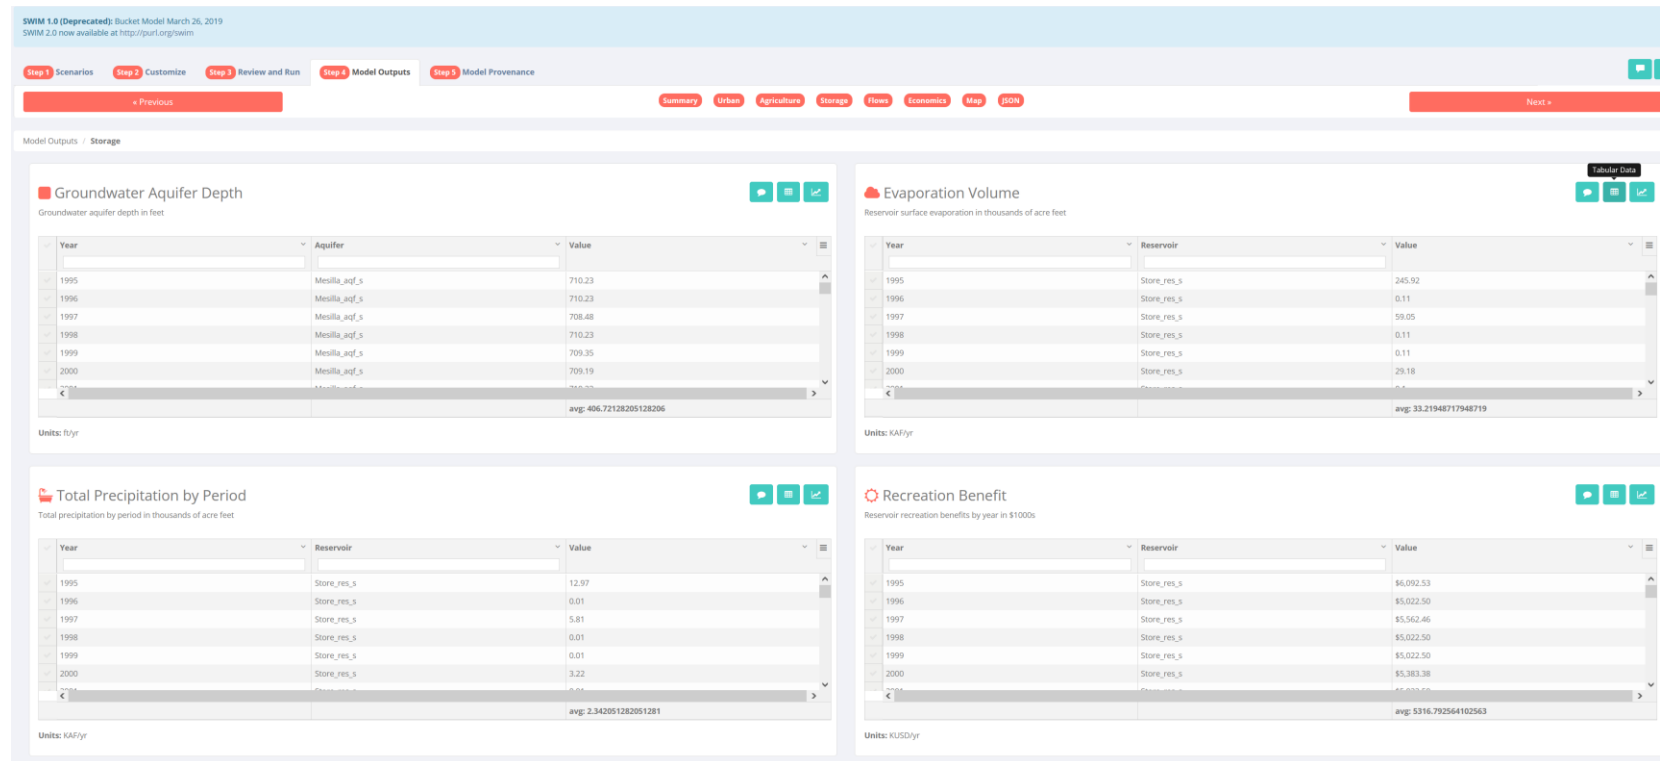 SWIM 1.0 (Deprecated): Bucket Model March 26, 2019
SWIM 2.0 now available at http://purl.org/swim
Step 1 Scenarios Step 2 Customize Step 3 Review and Run Step 4 Model Outputs Step 5 Model Provenance
« Previous Summary Urban Agriculture Storage Flows Economics Map JSON Next »
Model Outputs / Storage
Tabular Data
Groundwater Aquifer Depth
Groundwater aquifer depth in feet
Year Aquifer Value
1995 Mesilla_aqf_s 710.23
1996 Mesilla_aqf_s 710.23
1997 Mesilla_aqf_s 708.48
1998 Mesilla_aqf_s 710.23
1999 Mesilla_aqf_s 709.35
2000 Mesilla_aqf_s 709.19
avg: 406.72128205128206
Units: ft/yr
Evaporation Volume
Reservoir surface evaporation in thousands of acre feet
Year Reservoir Value
1995 Store_res_s 245.92
1996 Store_res_s 0.11
1997 Store_res_s 59.05
1998 Store_res_s 0.11
1999 Store_res_s 0.11
2000 Store_res_s 29.18
avg: 33.21948717948719
Units: KAF/yr
Total Precipitation by Period
Total precipitation by period in thousands of acre feet
Year Reservoir Value
1995 Store_res_s 12.97
1996 Store_res_s 0.01
1997 Store_res_s 5.81
1998 Store_res_s 0.01
1999 Store_res_s 0.01
2000 Store_res_s 3.22
avg: 2.342051282051281
Units: KAF/yr
Recreation Benefit
Reservoir recreation benefits by year in $1000s
Year Reservoir Value
1995 Store_res_s $6,092.53
1996 Store_res_s $5,022.50
1997 Store_res_s $5,562.46
1998 Store_res_s $5,022.50
1999 Store_res_s $5,022.50
2000 Store_res_s $5,383.38
avg: 5316.792564102563
Units: KUSD/yr